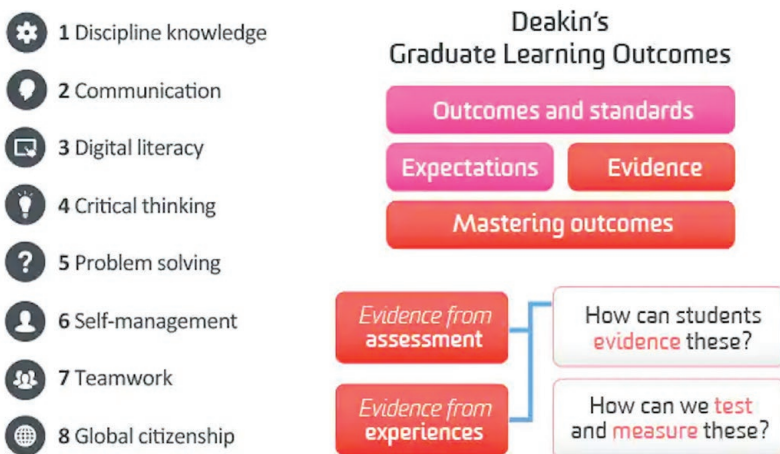 1 Discipline knowledge
2 Communication
3 Digital literacy
4 Critical thinking
5 Problem solving
6 Self-management
7 Teamwork
8 Global citizenship
Deakin's
Graduate Learning Outcomes
Outcomes and standards
Expectations
Evidence
Mastering outcomes
Evidence from
assessment
How can students
evidence these?
Evidence from
experiences
How can we test
and measure these?